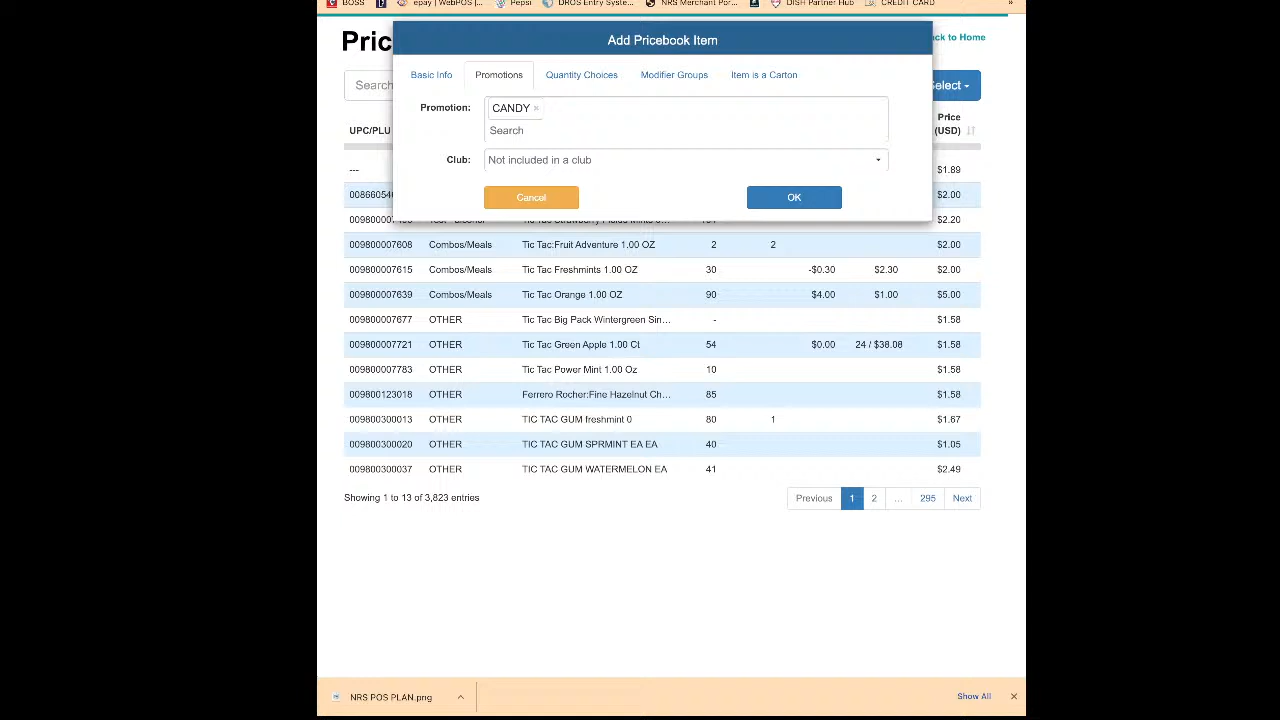 BOSS epay | WebPOS |... Pepsi DROS Entry Syste... NRS Merchant Por... DISH Partner Hub CREDIT CARD »
Pric
Add Pricebook Item
ck to Home
Basic Info Promotions Quantity Choices Modifier Groups Item is a Carton
Search
elect
Promotion: CANDY ×
Search
UPC/PLU
Price (USD)
Club: Not included in a club
Cancel OK
--- $1.89
$2.00
$2.20
009800007608 Combos/Meals Tic Tac:Fruit Adventure 1.00 OZ 2 2 $2.00
009800007615 Combos/Meals Tic Tac Freshmints 1.00 OZ 30 -$0.30 $2.30 $2.00
009800007639 Combos/Meals Tic Tac Orange 1.00 OZ 90 $4.00 $1.00 $5.00
009800007677 OTHER Tic Tac Big Pack Wintergreen Sin... - $1.58
009800007721 OTHER Tic Tac Green Apple 1.00 Ct 54 $0.00 24 / $38.08 $1.58
009800007783 OTHER Tic Tac Power Mint 1.00 Oz 10 $1.58
009800123018 OTHER Ferrero Rocher:Fine Hazelnut Ch... 85 $1.58
009800300013 OTHER TIC TAC GUM freshmint 0 80 1 $1.67
009800300020 OTHER TIC TAC GUM SPRMINT EA EA 40 $1.05
009800300037 OTHER TIC TAC GUM WATERMELON EA 41 $2.49
Showing 1 to 13 of 3,823 entries Previous 1 2 ... 295 Next
NRS POS PLAN.png Show All ×